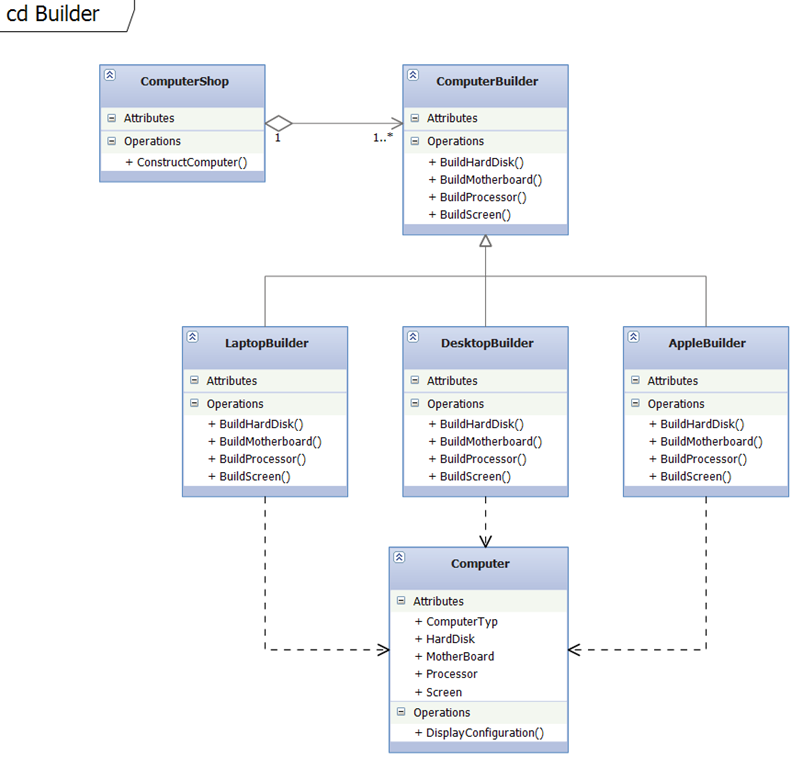 cd Builder
ComputerShop
Attributes
Operations
+ ConstructComputer()
1
1..*
ComputerBuilder
Attributes
Operations
+ BuildHardDisk()
+ BuildMotherboard()
+ BuildProcessor()
+ BuildScreen()
LaptopBuilder
Attributes
Operations
+ BuildHardDisk()
+ BuildMotherboard()
+ BuildProcessor()
+ BuildScreen()
DesktopBuilder
Attributes
Operations
+ BuildHardDisk()
+ BuildMotherboard()
+ BuildProcessor()
+ BuildScreen()
AppleBuilder
Attributes
Operations
+ BuildHardDisk()
+ BuildMotherboard()
+ BuildProcessor()
+ BuildScreen()
Computer
Attributes
+ ComputerTyp
+ HardDisk
+ MotherBoard
+ Processor
+ Screen
Operations
+ DisplayConfiguration()